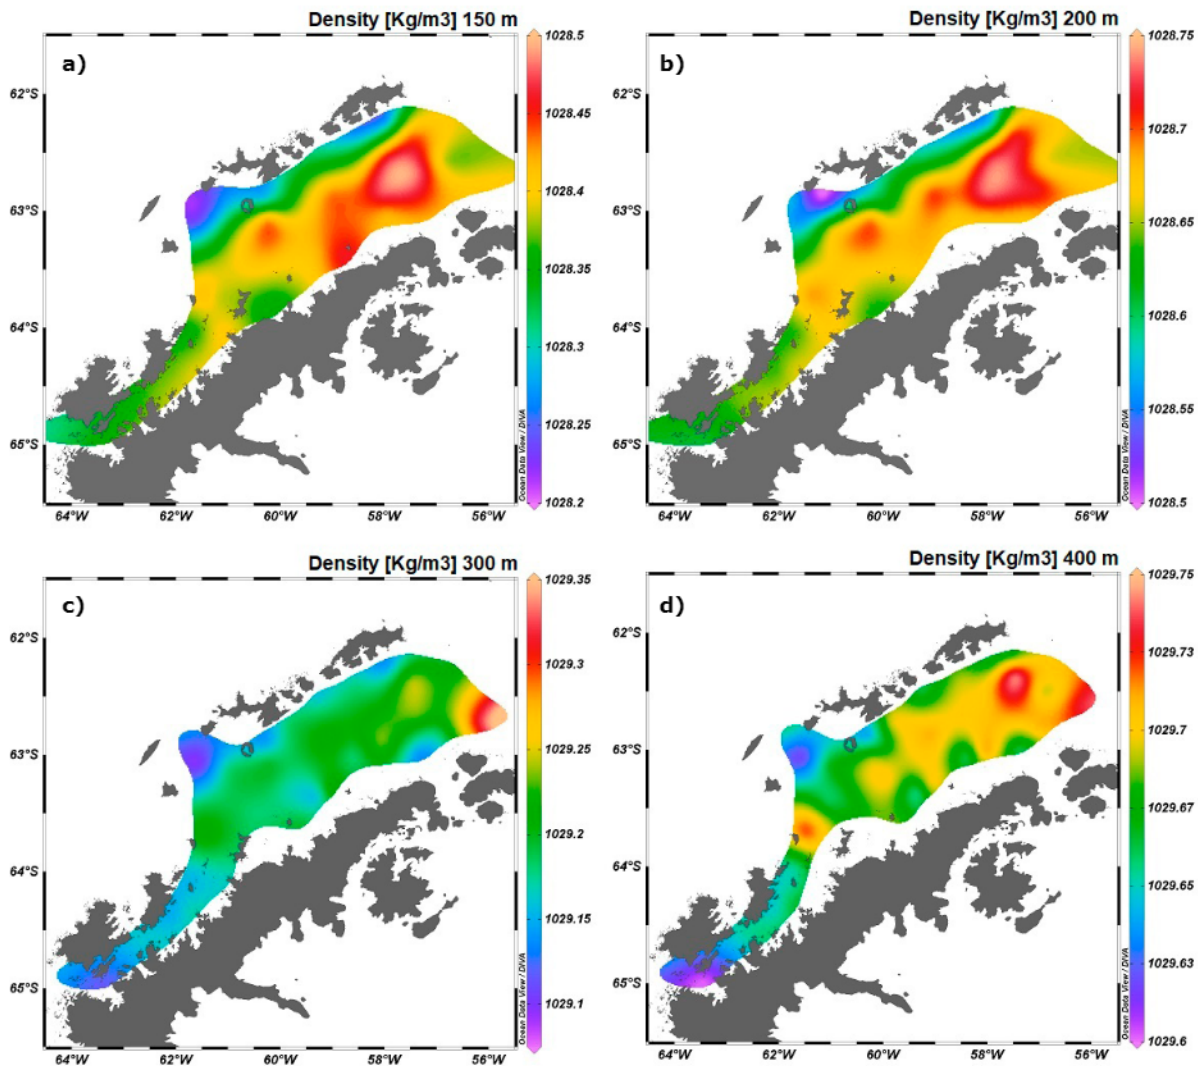 Density [Kg/m3] 150 m
a)
1028.5
1028.45
1028.4
1028.35
1028.3
1028.25
1028.2
62°S
63°S
64°S
65°S
64°W
62°W
60°W
58°W
56°W
Ocean Data View / DIVA
Density [Kg/m3] 200 m
b)
1028.75
1028.7
1028.65
1028.6
1028.55
1028.5
62°S
63°S
64°S
65°S
64°W
62°W
60°W
58°W
56°W
Ocean Data View / DIVA
Density [Kg/m3] 300 m
c)
1029.35
1029.3
1029.25
1029.2
1029.15
1029.1
62°S
63°S
64°S
65°S
64°W
62°W
60°W
58°W
56°W
Ocean Data View / DIVA
Density [Kg/m3] 400 m
d)
1029.75
1029.73
1029.7
1029.67
1029.65
1029.63
1029.6
62°S
63°S
64°S
65°S
64°W
62°W
60°W
58°W
56°W
Ocean Data View / DIVA